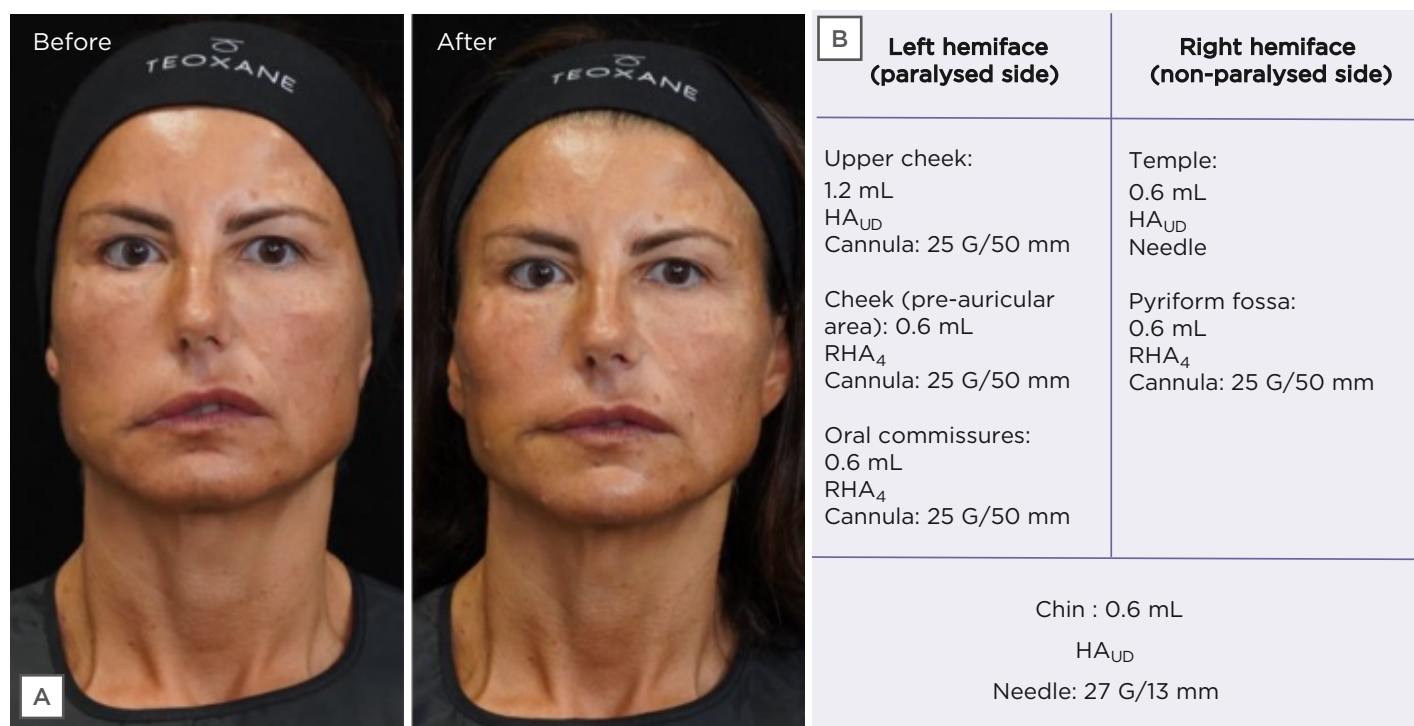 Before
TEOXANE
After
TEOXANE
A
B
Left hemiface
(paralysed side)
Right hemiface
(non-paralysed side)
Upper cheek:
1.2 mL
HAUD
Cannula: 25 G/50 mm
Cheek (pre-auricular
area): 0.6 mL
RHA4
Cannula: 25 G/50 mm
Oral commissures:
0.6 mL
RHA4
Cannula: 25 G/50 mm
Temple:
0.6 mL
HAUD
Needle
Pyriform fossa:
0.6 mL
RHA4
Cannula: 25 G/50 mm
Chin : 0.6 mL
HAUD
Needle: 27 G/13 mm